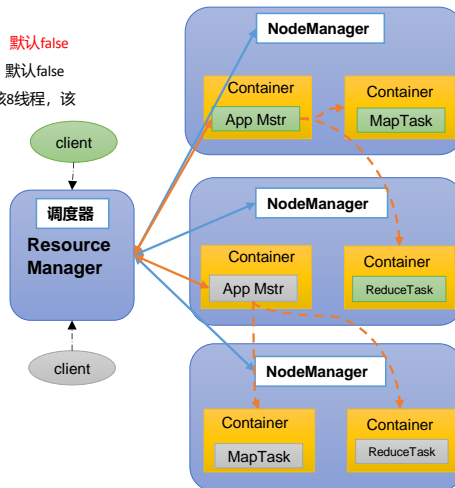 默认false
默认false
核8线程，该
client
调度器
Resource
Manager
client
NodeManager
Container
App Mstr
Container
MapTask
NodeManager
Container
App Mstr
Container
ReduceTask
NodeManager
Container
MapTask
Container
ReduceTask